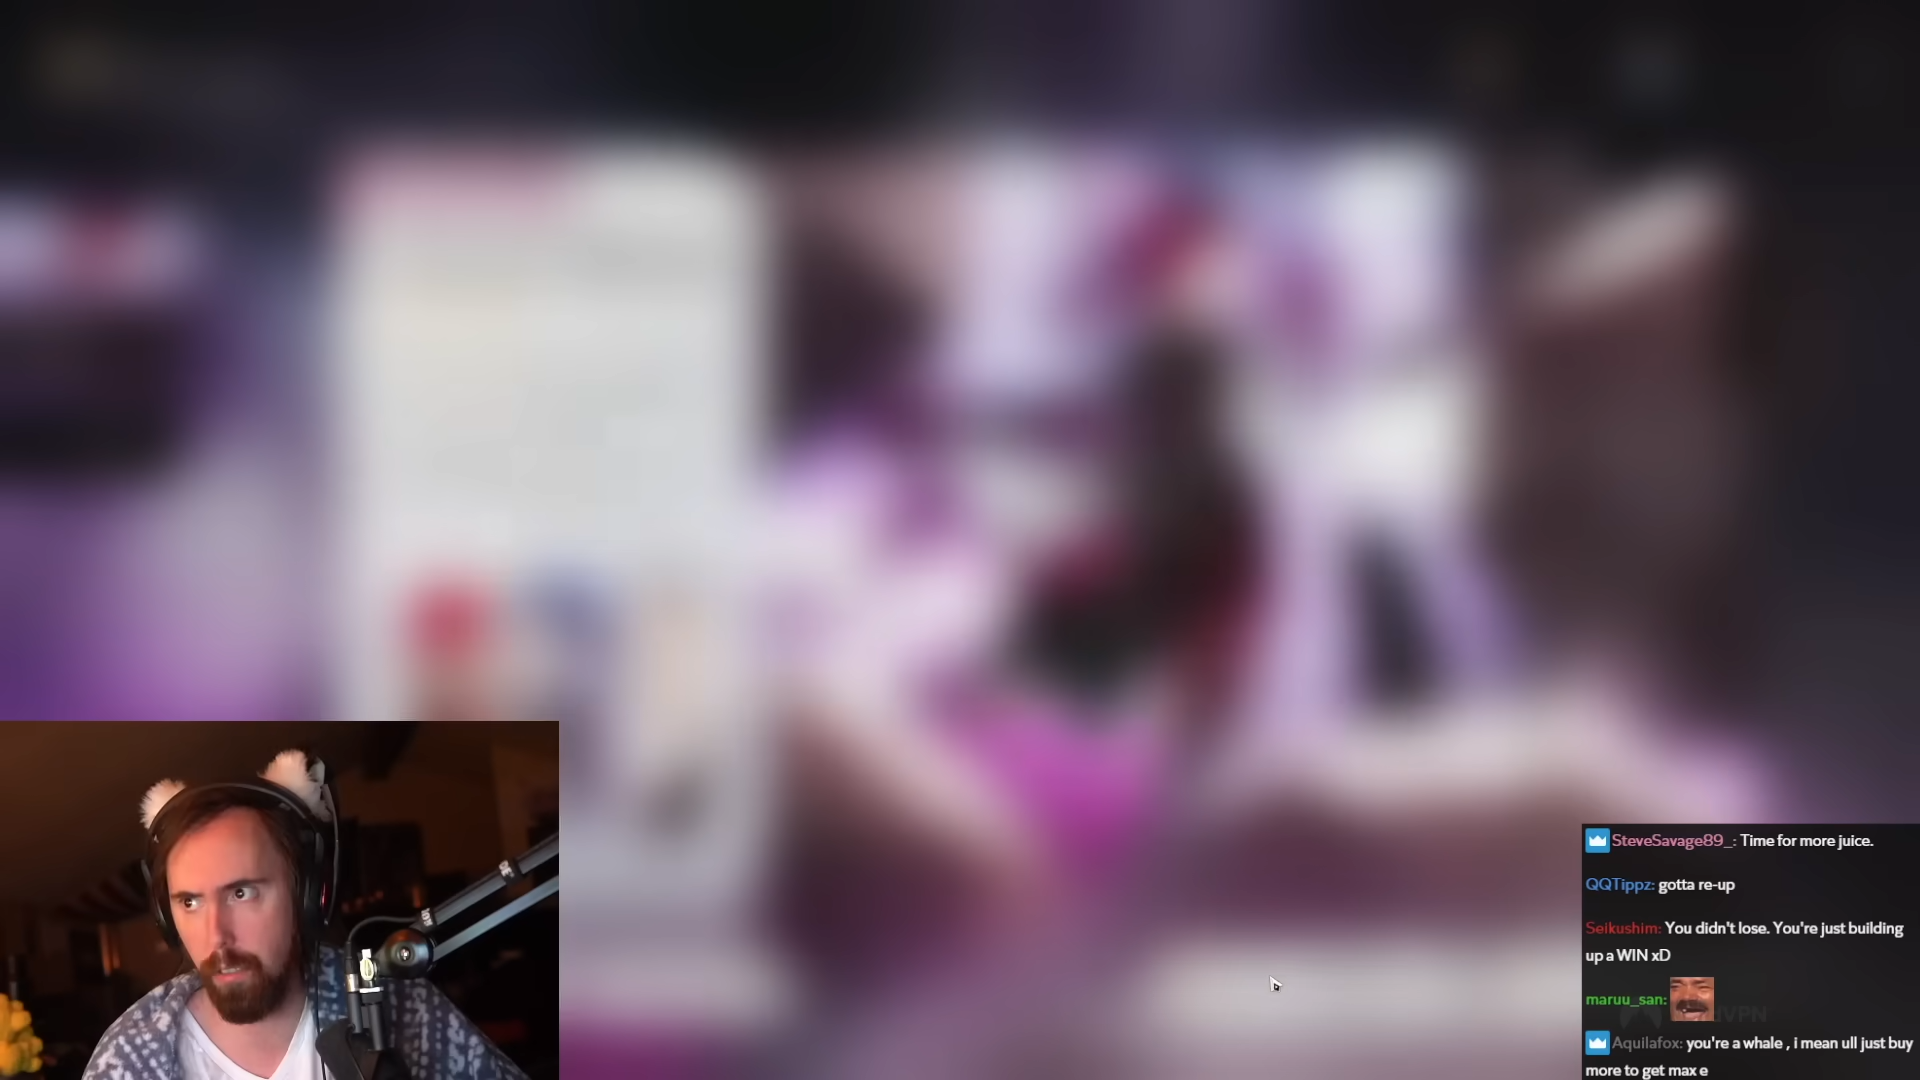 SteveSavage89_: Time for more juice.
QQTippz: gotta re-up
Seikushim: You didn't lose. You're just building
up a WIN xD
maruu_san:
VPN
Aquilafox: you're a whale , i mean ull just buy
more to get max e